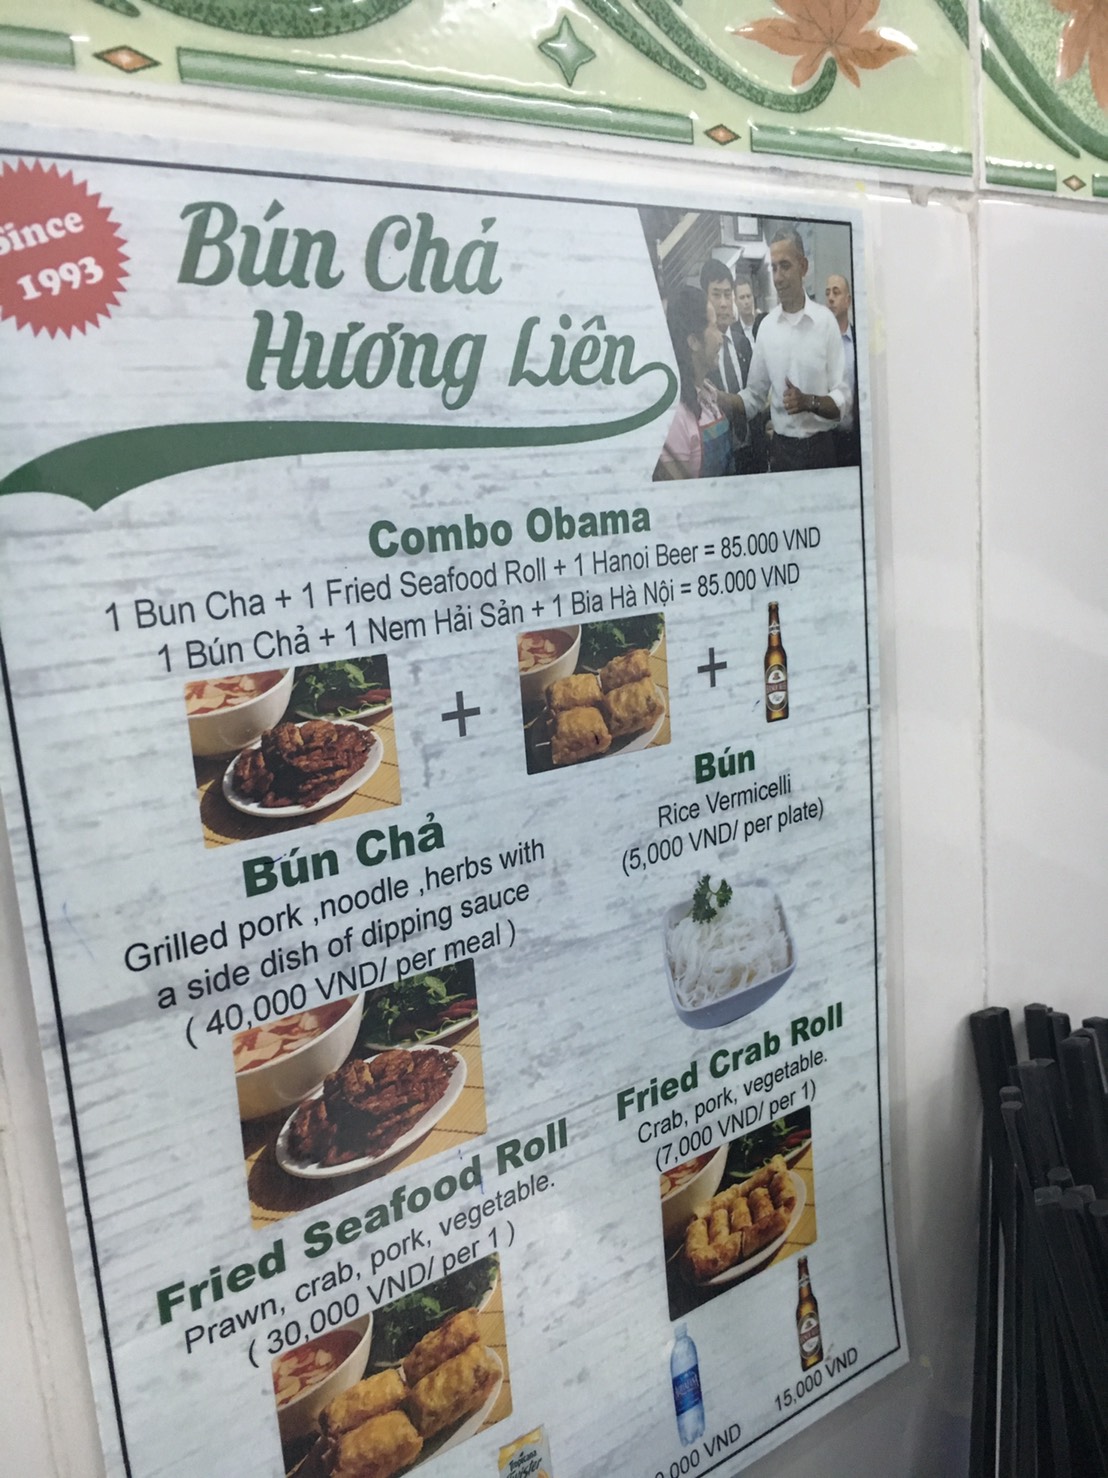 Since
1993
Bún Chả
Hương Liên
Combo Obama
1 Bun Cha + 1 Fried Seafood Roll + 1 Hanoi Beer = 85.000 VND
1 Bún Chả + 1 Nem Hải Sản + 1 Bia Hà Nội = 85.000 VND
+ +
Bún Chả
Grilled pork ,noodle ,herbs with
a side dish of dipping sauce
( 40,000 VND/ per meal )
Bún
Rice Vermicelli
(5,000 VND/ per plate)
Fried Seafood Roll
Prawn, crab, pork, vegetable.
( 30,000 VND/ per 1 )
Fried Crab Roll
Crab, pork, vegetable.
(7,000 VND/ per 1)
Tropicana
Twister
VND
15,000 VND